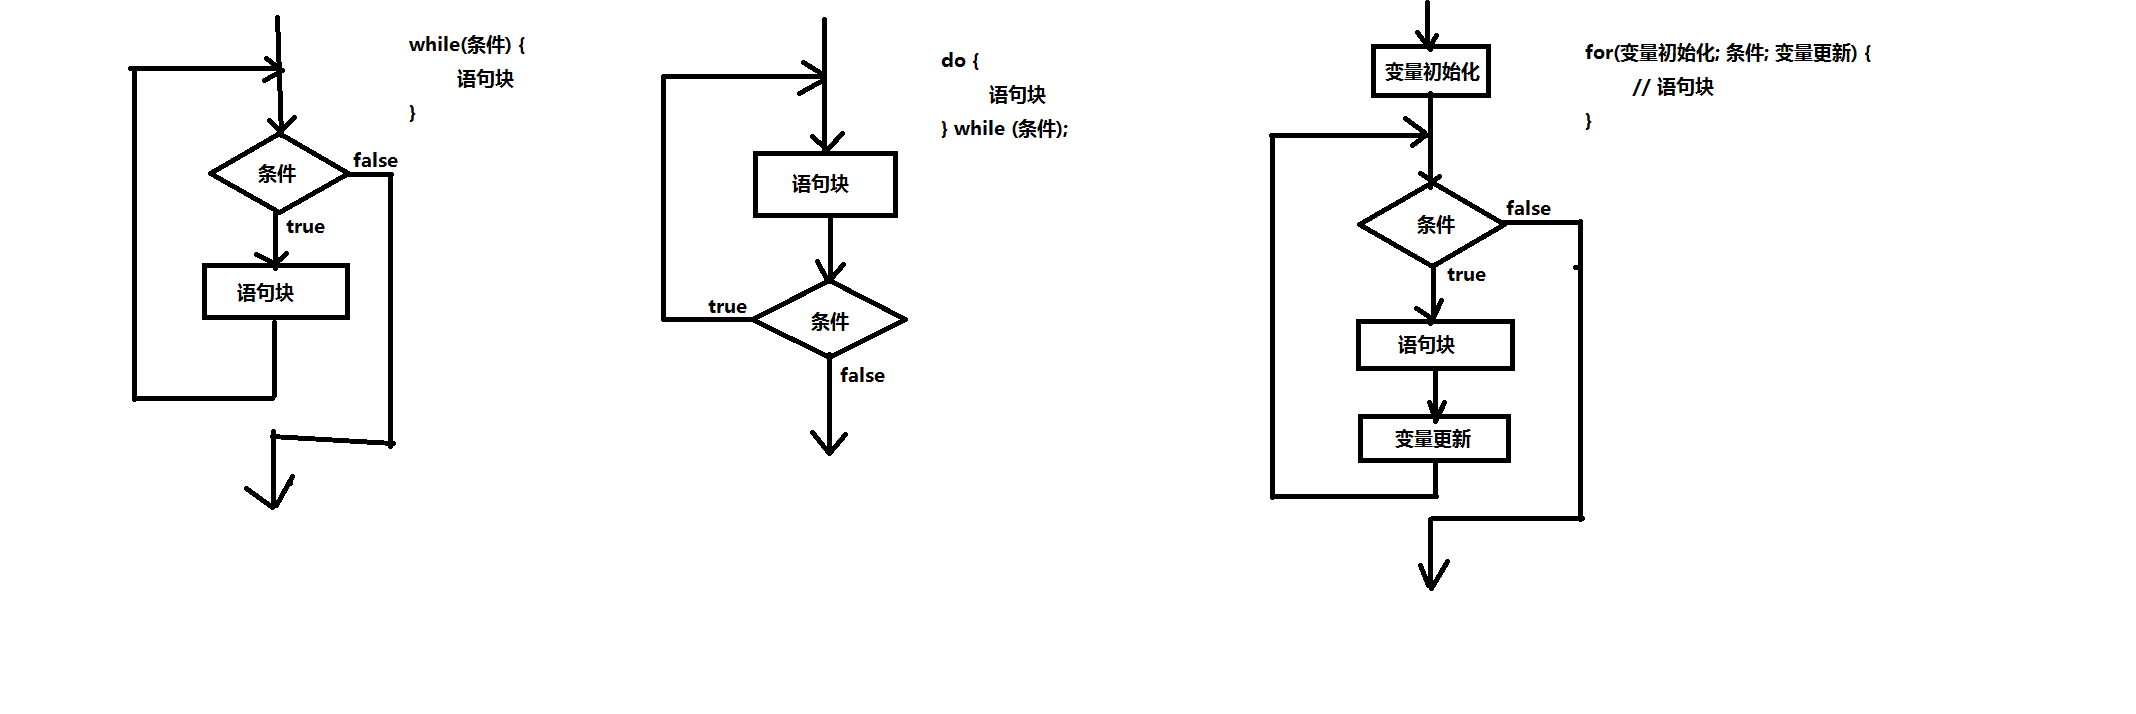 while(条件) {
语句块
}
条件
false
true
语句块
do {
语句块
} while (条件);
语句块
true
条件
false
for(变量初始化; 条件; 变量更新) {
// 语句块
}
变量初始化
条件
false
true
语句块
变量更新